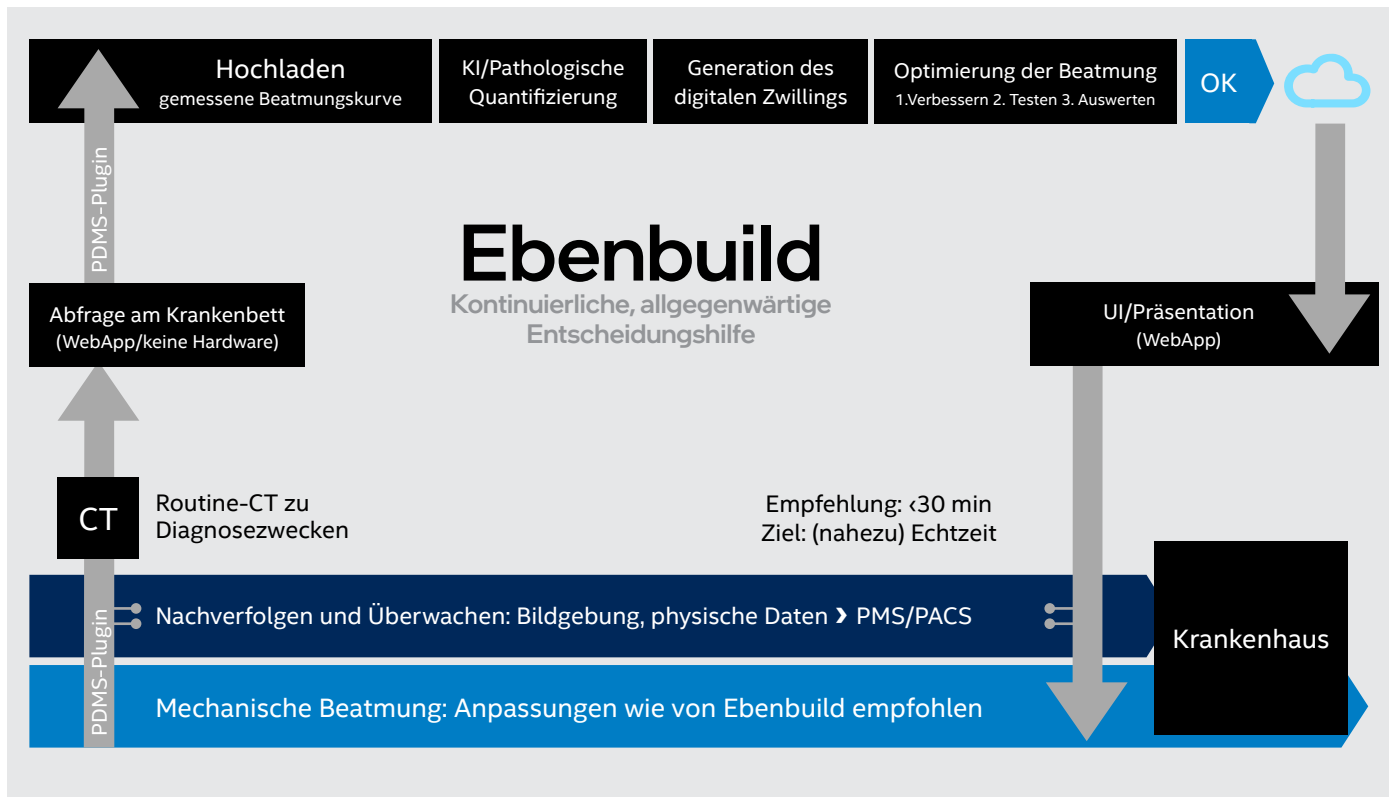 Hochladen
gemessene Beatmungskurve
KI/Pathologische
Quantifizierung
Generation des
digitalen Zwillings
Optimierung der Beatmung
1.Verbessern 2. Testen 3. Auswerten
OK
PDMS-Plugin
Ebenbuild
Kontinuierliche, allgegenwärtige
Entscheidungshilfe
Abfrage am Krankenbett
(WebApp/keine Hardware)
UI/Präsentation
(WebApp)
CT
Routine-CT zu
Diagnosezwecken
Empfehlung: <30 min
Ziel: (nahezu) Echtzeit
PDMS-Plugin
Nachverfolgen und Überwachen: Bildgebung, physische Daten › PMS/PACS
Krankenhaus
Mechanische Beatmung: Anpassungen wie von Ebenbuild empfohlen